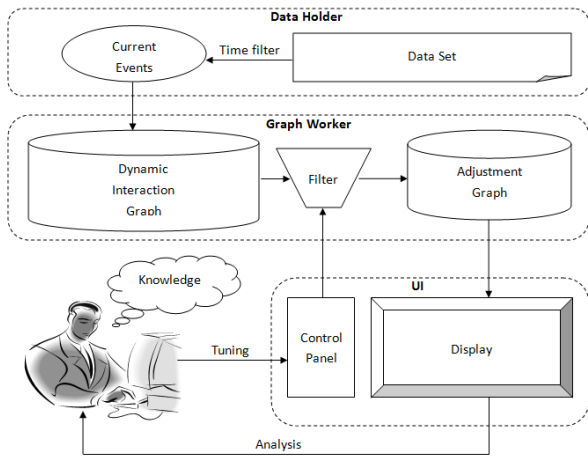 Data Holder
Current
Events
Time filter
Data Set
Graph Worker
Dynamic
Interaction
Graph
Filter
Adjustment
Graph
Knowledge
UI
Tuning
Control
Panel
Display
Analysis